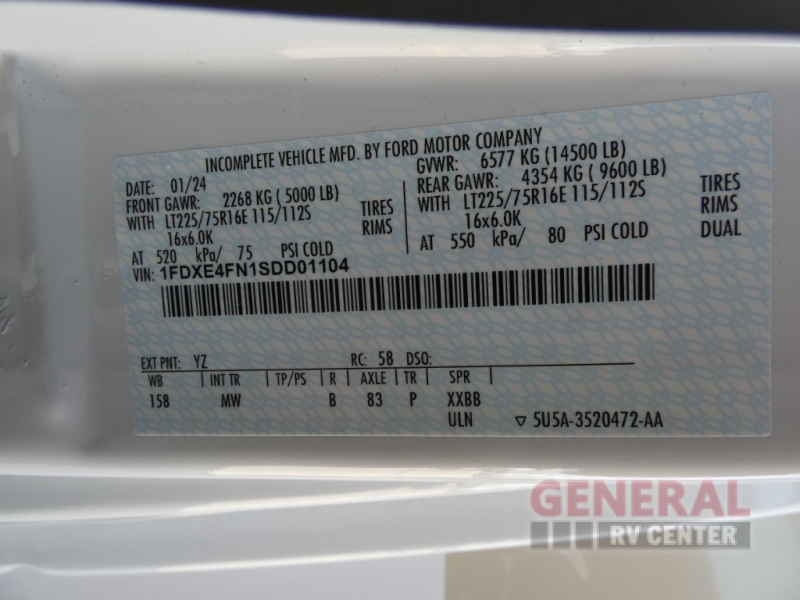 INCOMPLETE VEHICLE MFD. BY FORD MOTOR COMPANY
DATE: 01/24
GVWR: 6577 KG (14500 LB)
FRONT GAWR: 2268 KG ( 5000 LB)
REAR GAWR: 4354 KG ( 9600 LB)
WITH LT225/75R16E 115/112S TIRES
WITH LT225/75R16E 115/112S TIRES
16x6.0K RIMS
16x6.0K RIMS
AT 520 kPa/ 75 PSI COLD
AT 550 kPa/ 80 PSI COLD DUAL
VIN: 1FDXE4FN1SDD01104
EXT PNT: YZ RC: 58 DSO:
WB INT TR TP/PS R AXLE TR SPR
158 MW B 83 P XXBB
ULN ▽ 5U5A-3520472-AA
GENERAL
RV CENTER